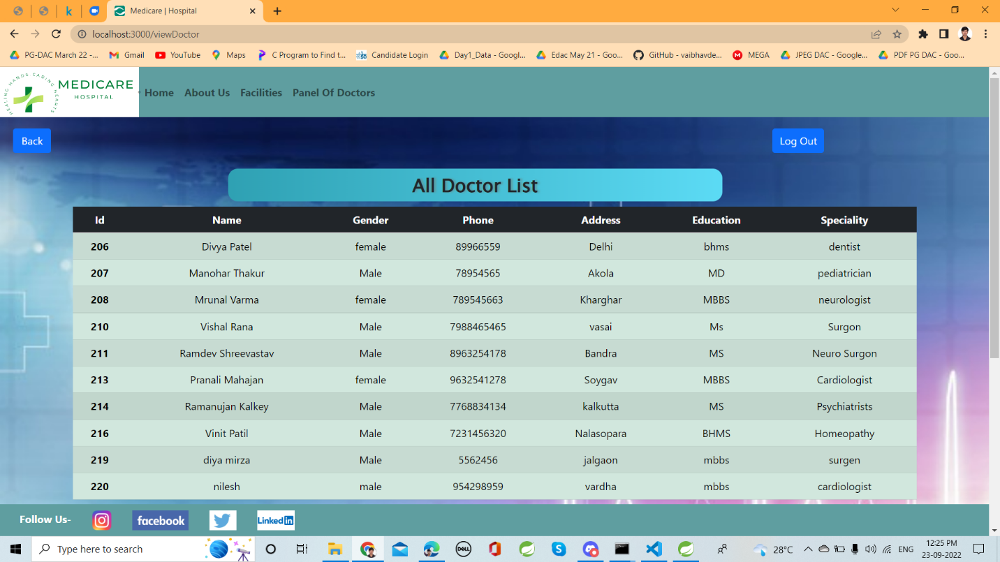 k
Medicare | Hospital
localhost:3000/viewDoctor
PG-DAC March 22 -...
Gmail
YouTube
Maps
C Program to Find t...
Candidate Login
Day1_Data - Googl...
Edac May 21 - Goo...
GitHub - vaibhavde...
MEGA
JPEG DAC - Google...
PDF PG DAC - Goo...
HEALING HANDS CARING HEARTS
MEDICARE
HOSPITAL
Home About Us Facilities Panel Of Doctors
Back
Log Out
All Doctor List
Id Name Gender Phone Address Education Speciality
206 Divya Patel female 89966559 Delhi bhms dentist
207 Manohar Thakur Male 78954565 Akola MD pediatrician
208 Mrunal Varma female 789545663 Kharghar MBBS neurologist
210 Vishal Rana Male 7988465465 vasai Ms Surgon
211 Ramdev Shreevastav Male 8963254178 Bandra MS Neuro Surgon
213 Pranali Mahajan female 9632541278 Soygav MBBS Cardiologist
214 Ramanujan Kalkey Male 7768834134 kalkutta MS Psychiatrists
216 Vinit Patil Male 7231456320 Nalasopara BHMS Homeopathy
219 diya mirza Male 5562456 jalgaon mbbs surgen
220 nilesh male 954298959 vardha mbbs cardiologist
Follow Us-
facebook
Linked in
Type here to search
DELL
28°C
ENG
12:25 PM
23-09-2022